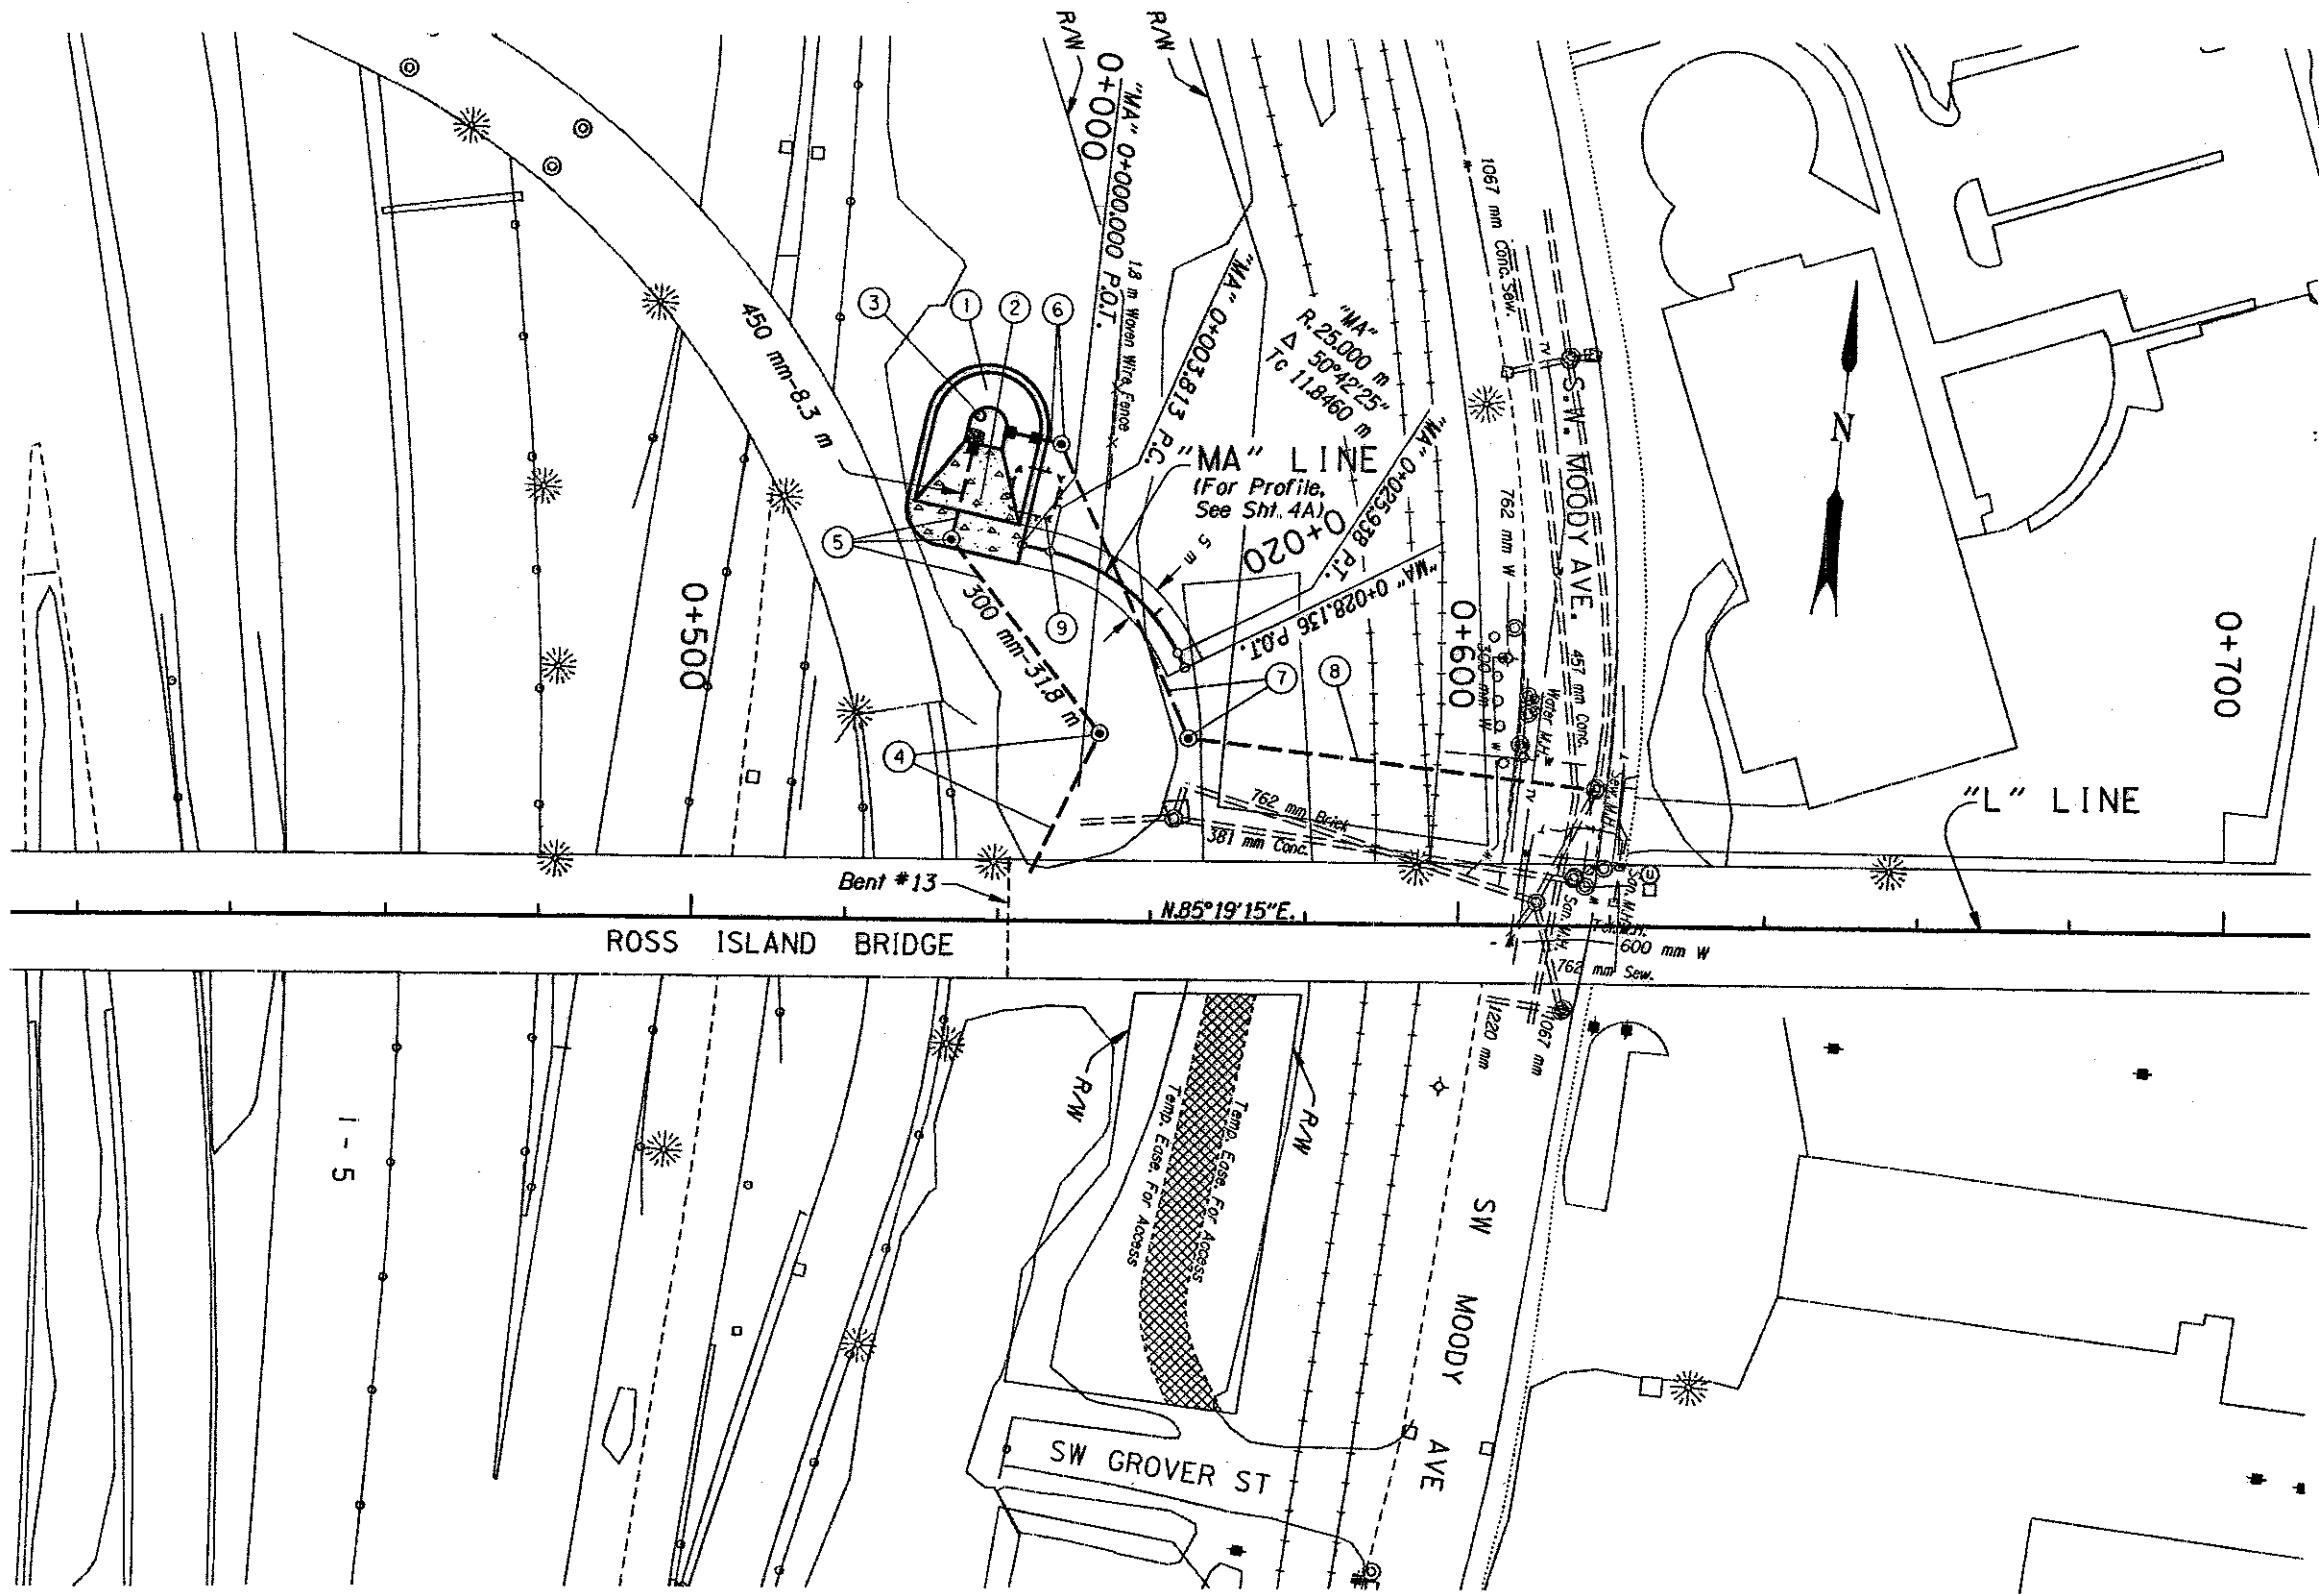 R/W
R/W
0+000
"MA" 0+000.000 P.O.T.
1.8 m Woven Wire Fence
"MA" 0+003.813 P.C.
"MA"
R. 25.000 m
Δ 50°42'25"
Tc 11.8460 m
1067 mm Conc. Sew.
TV
S.W. MOODY AVE.
N
3
1
2
6
450 mm-8.3 m
"MA" LINE
(For Profile,
See Sht. 4A)
0+020
"MA" 0+025.938 P.T.
"MA" 0+028.136 P.O.T.
5 m
762 mm W
5
9
300 mm-31.8 m
0+500
0+600
300 mm W
457 mm Conc.
Water M.H.
Sew. M.H.
0+700
7
8
4
TV
762 mm Brick
381 mm Conc.
"L" LINE
Bent #13
N.85°19'15"E.
San. M.H.
San. M.H.
ROSS ISLAND BRIDGE
600 mm W
762 mm Sew.
1220 mm
1067 mm
R/W
R/W
Temp. Ease. For Access
Temp. Ease. For Access
I-5
SW MOODY AVE
SW GROVER ST